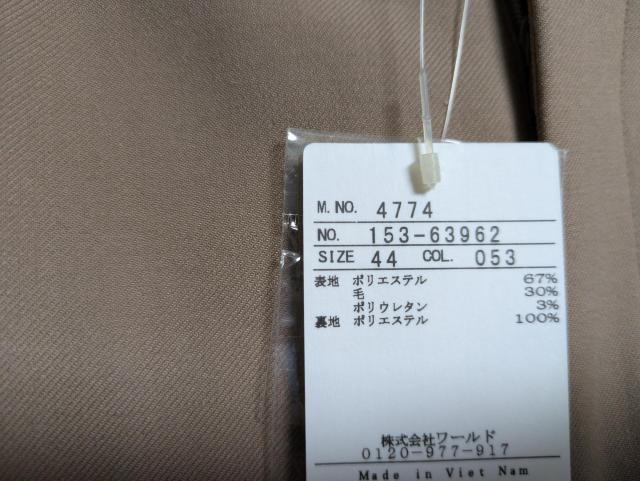 M.NO. 4774
NO. 153-63962
SIZE 44 COL. 053
表地 ポリエステル 67%
毛 30%
ポリウレタン 3%
裏地 ポリエステル 100%
株式会社ワールド
0120-977-917
Made in Viet Nam